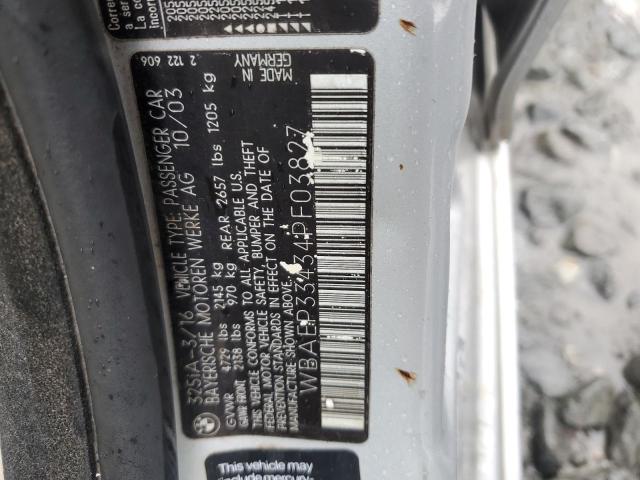 325IA-3/16 VEHICLE TYPE: PASSENGER CAR
BAYERISCHE MOTOREN WERKE AG 10/03
GVWR 4729 lbs 2145 kg
GAWR FRONT 2138 lbs 970 kg REAR 2657 lbs 1205 kg
THIS VEHICLE CONFORMS TO ALL APPLICABLE U.S.
FEDERAL MOTOR VEHICLE SAFETY, BUMPER AND THEFT
PREVENTION STANDARDS IN EFFECT ON THE DATE OF
MANUFACTURE SHOWN ABOVE.
2 122 606
MADE IN
GERMANY
WBAEP33434PF03827
This vehicle may
include mercury